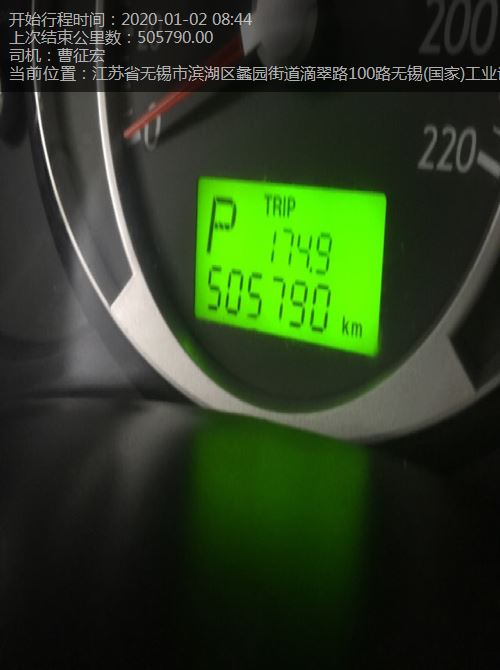 开始行程时间：2020-01-02 08:44
上次结束公里数：505790.00
司机：曹征宏
当前位置：江苏省无锡市滨湖区蠡园街道滴翠路100路无锡(国家)工业
200
220
P TRIP
174.9
505790 km